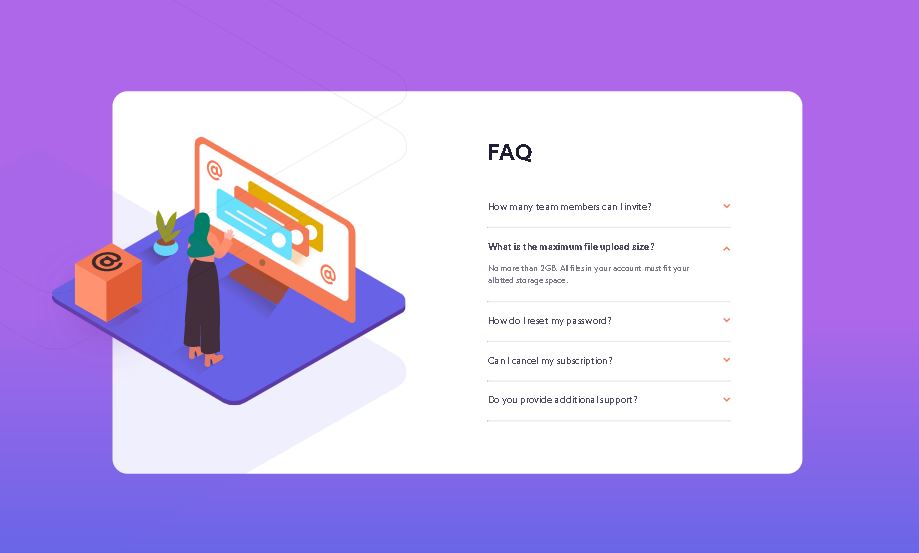 @
@
@
FAQ
How many team members can I invite?
What is the maximum file upload size?
No more than 2GB. All files in your account must fit your
allotted storage space.
How do I reset my password?
Can I cancel my subscription?
Do you provide additional support?